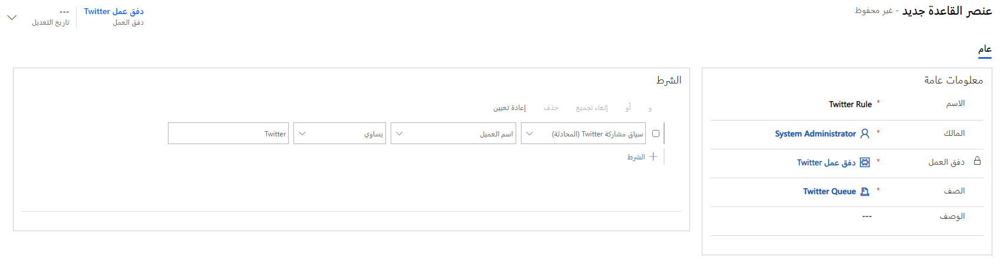 عنصر القاعدة جديد - غير محفوظ
دفق عمل Twitter
دفق العمل
---
تاريخ التعديل
عام
معلومات عامة
الاسم * Twitter Rule
المالك * System Administrator
دفق العمل * دفق عمل Twitter
الصف * Twitter Queue
الوصف ---
الشرط
و أو إلغاء تجميع حذف إعادة تعيين
سياق مشاركة Twitter (المحادثة) اسم العميل يساوي Twitter
الشرط